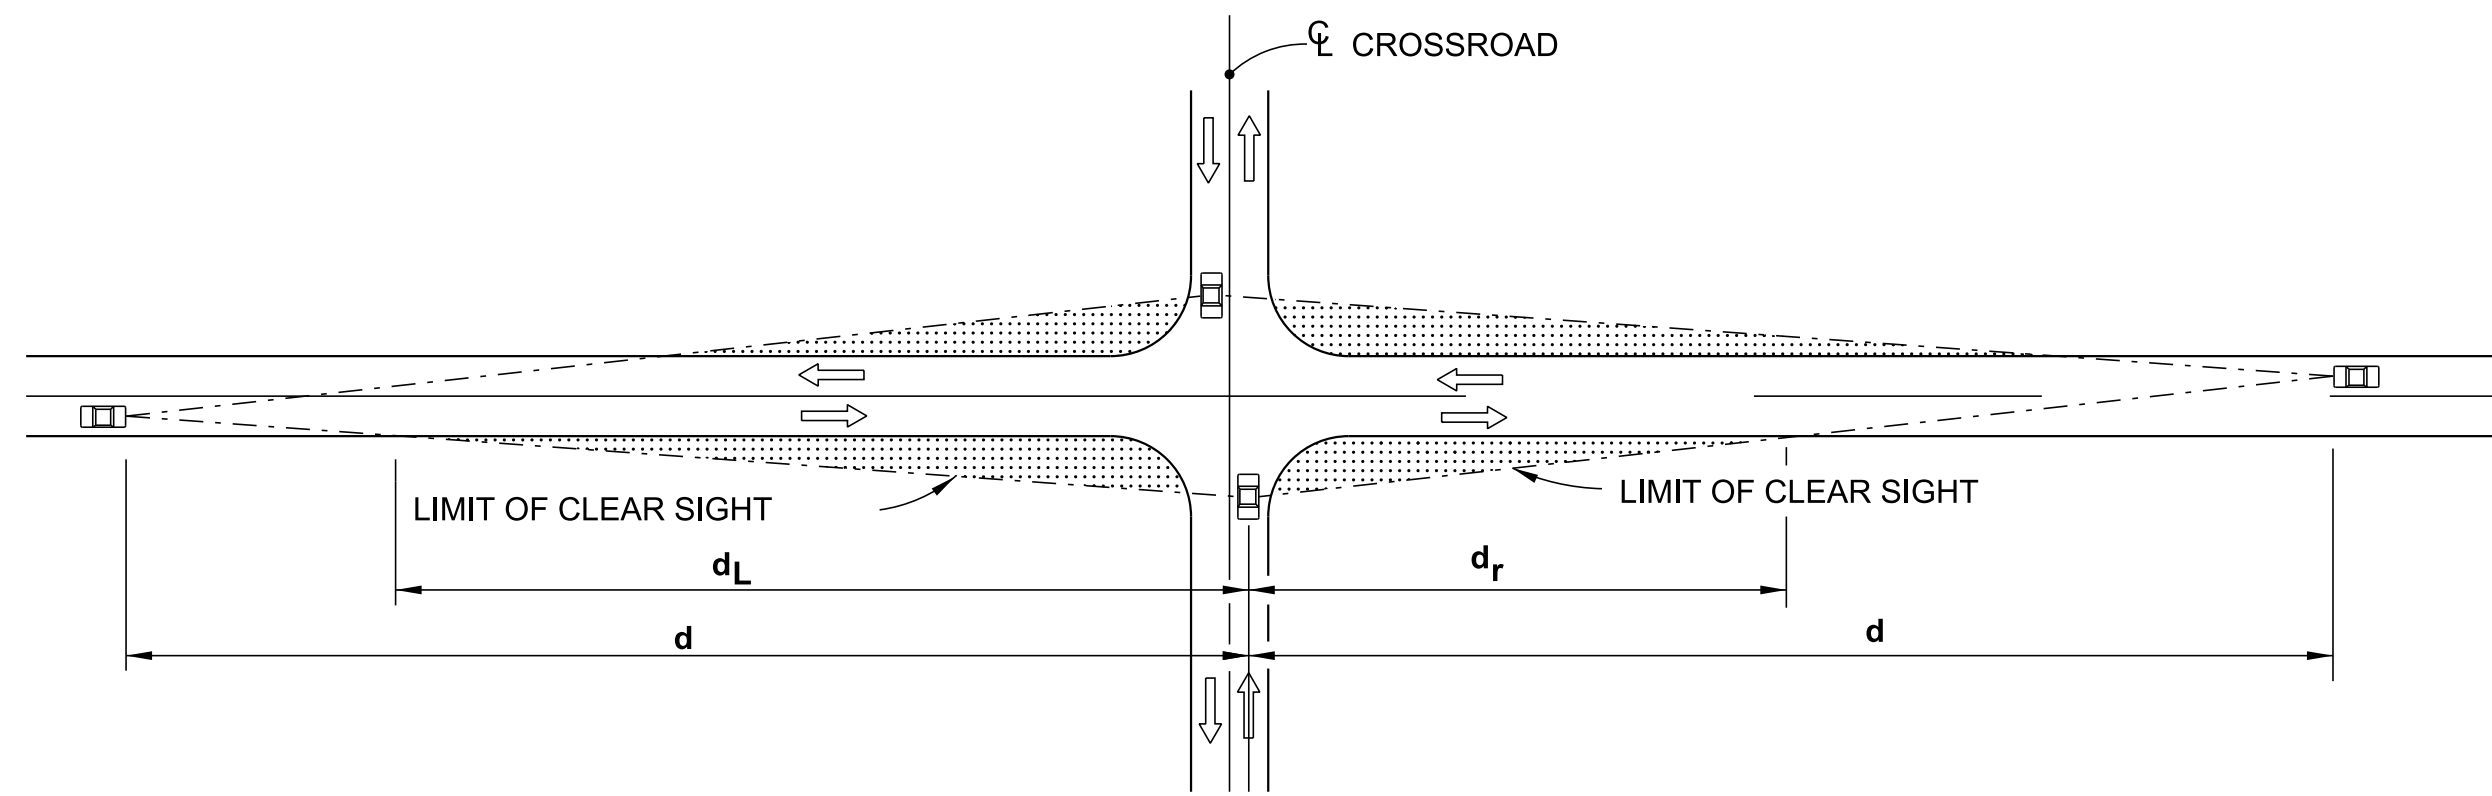 ℄ CROSSROAD
LIMIT OF CLEAR SIGHT
LIMIT OF CLEAR SIGHT
dL
dr
d
d